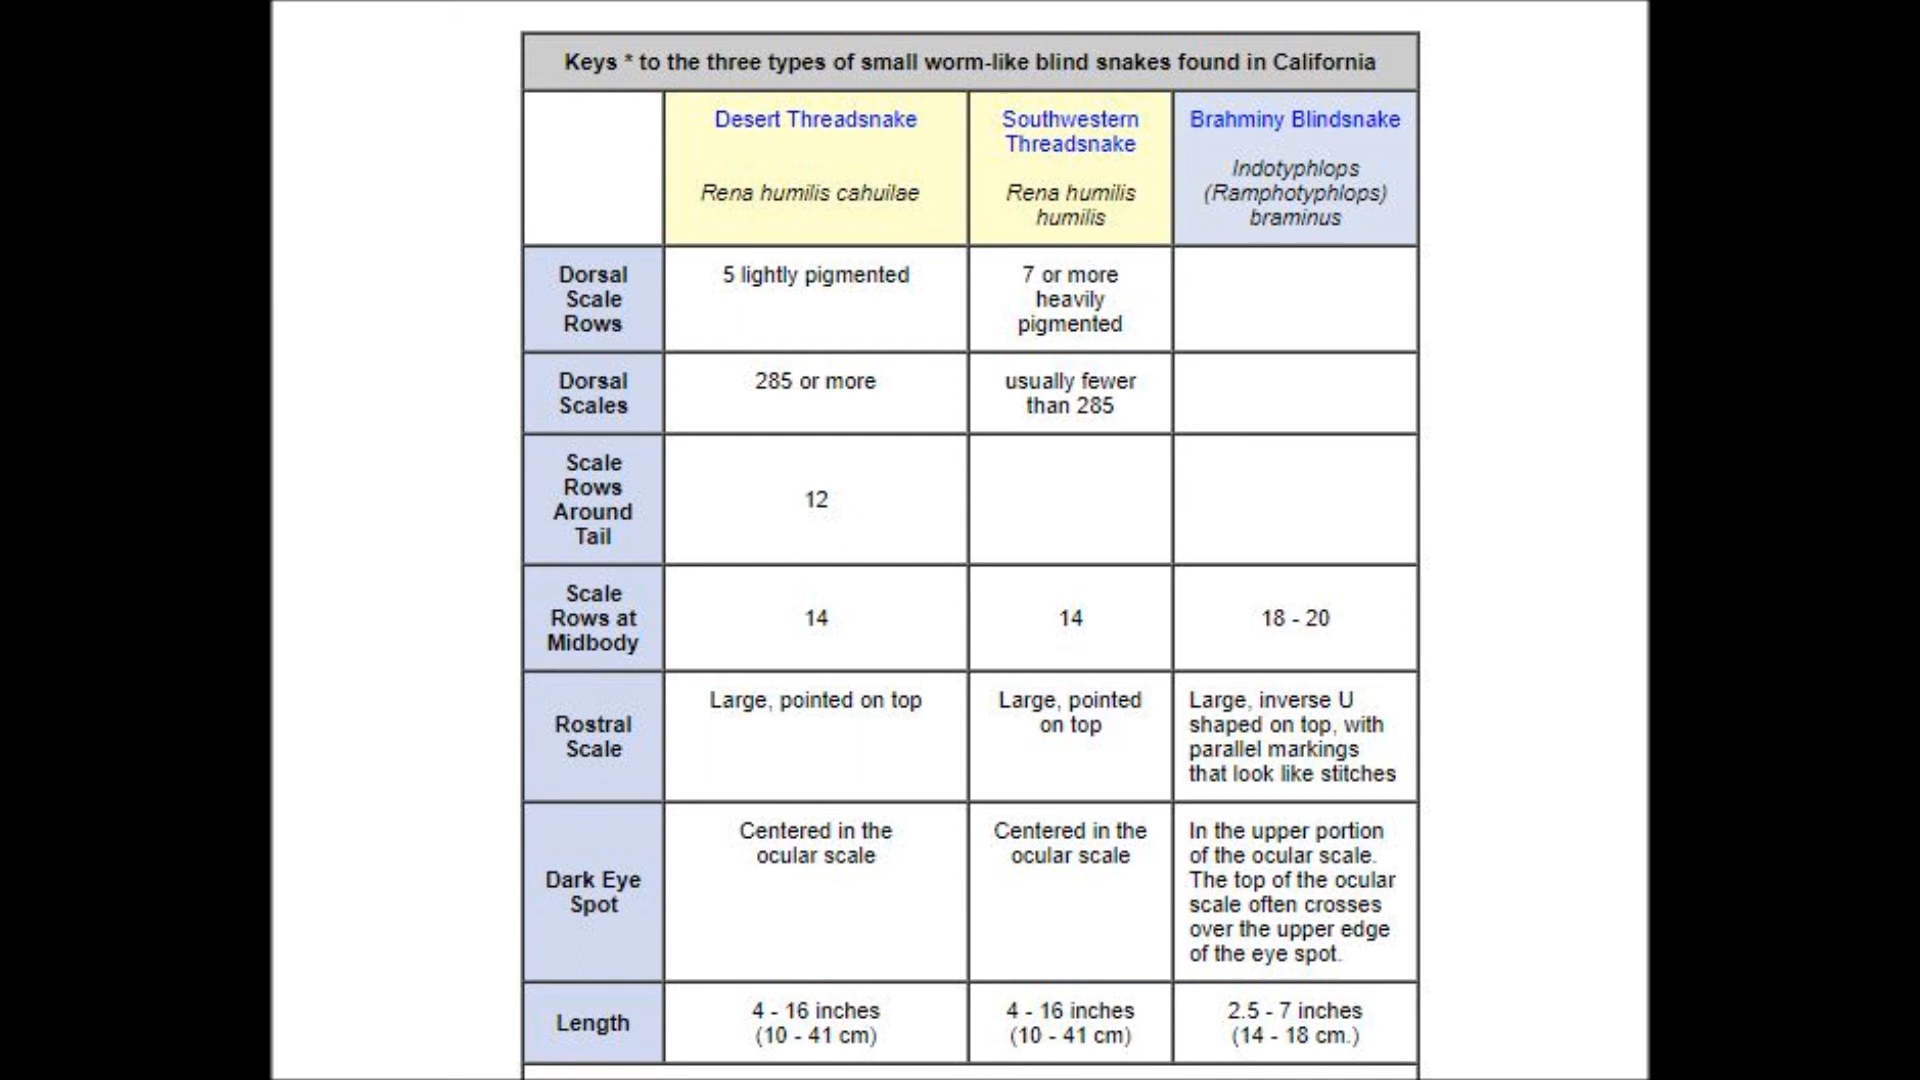 Keys * to the three types of small worm-like blind snakes found in California
Desert Threadsnake
Rena humilis cahuilae
Southwestern
Threadsnake
Rena humilis
humilis
Brahminy Blindsnake
Indotyphlops
(Ramphotyphlops)
braminus
Dorsal
Scale
Rows
5 lightly pigmented
7 or more
heavily
pigmented
Dorsal
Scales
285 or more
usually fewer
than 285
Scale
Rows
Around
Tail
12
Scale
Rows at
Midbody
14
14
18 - 20
Rostral
Scale
Large, pointed on top
Large, pointed
on top
Large, inverse U
shaped on top, with
parallel markings
that look like stitches
Dark Eye
Spot
Centered in the
ocular scale
Centered in the
ocular scale
In the upper portion
of the ocular scale.
The top of the ocular
scale often crosses
over the upper edge
of the eye spot.
Length
4 - 16 inches
(10 - 41 cm)
4 - 16 inches
(10 - 41 cm)
2.5 - 7 inches
(14 - 18 cm.)